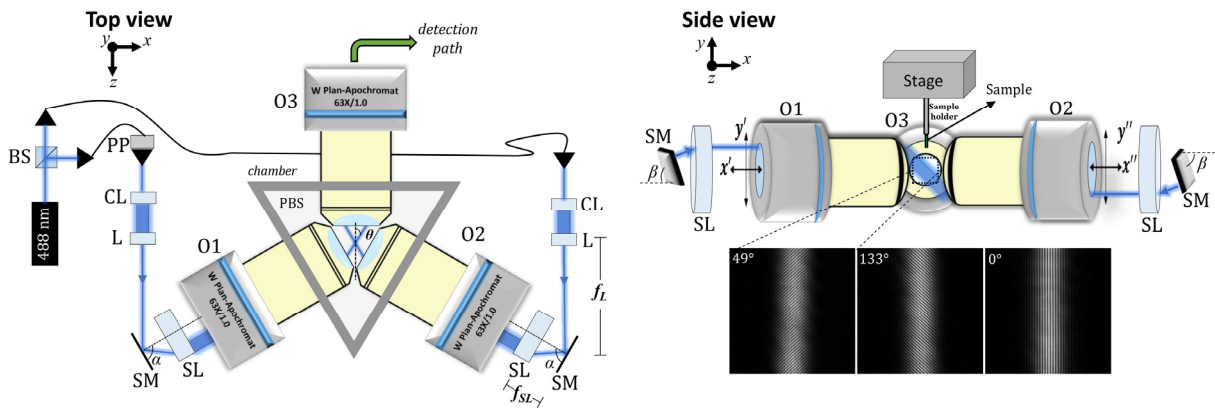 Top view
y
x
z
detection
path
W Plan-Apochromat
63X/1.0
O3
BS
PP
488 nm
CL
L
chamber
PBS
θ
CL
L
O1
O2
W Plan-Apochromat
63X/1.0
W Plan-Apochromat
63X/1.0
f_L
α
SM
SL
SL
α
SM
f_SL
Side view
y
x
z
Stage
Sample
holder
Sample
O1
O3
O2
SM
β
SL
y'
x'
y''
x''
SL
β
SM
49°
133°
0°